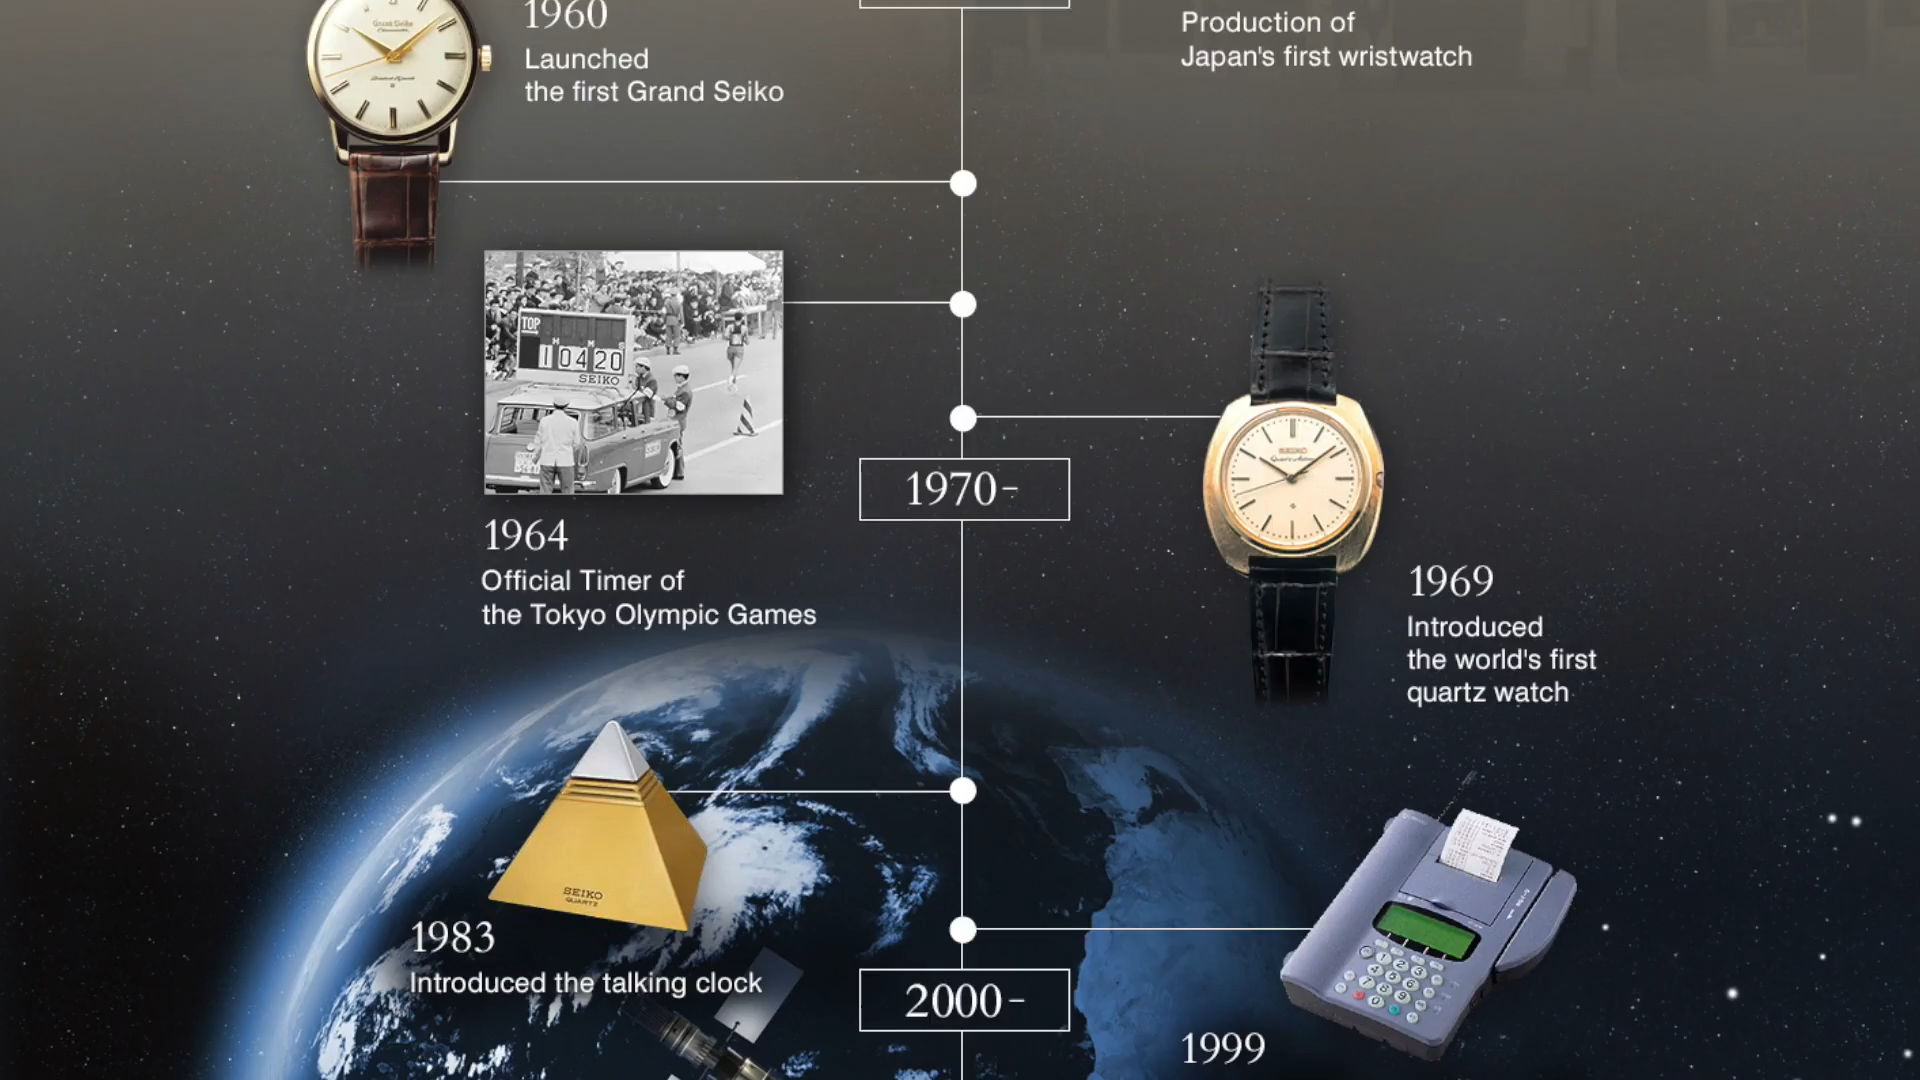 1960
Launched
the first Grand Seiko
Production of
Japan's first wristwatch
Grand Seiko
TOP
H M S
1 04 20
SEIKO
1964
Official Timer of
the Tokyo Olympic Games
1970-
SEIKO
1969
Introduced
the world's first
quartz watch
SEIKO
QUARTZ
1983
Introduced the talking clock
2000-
1999